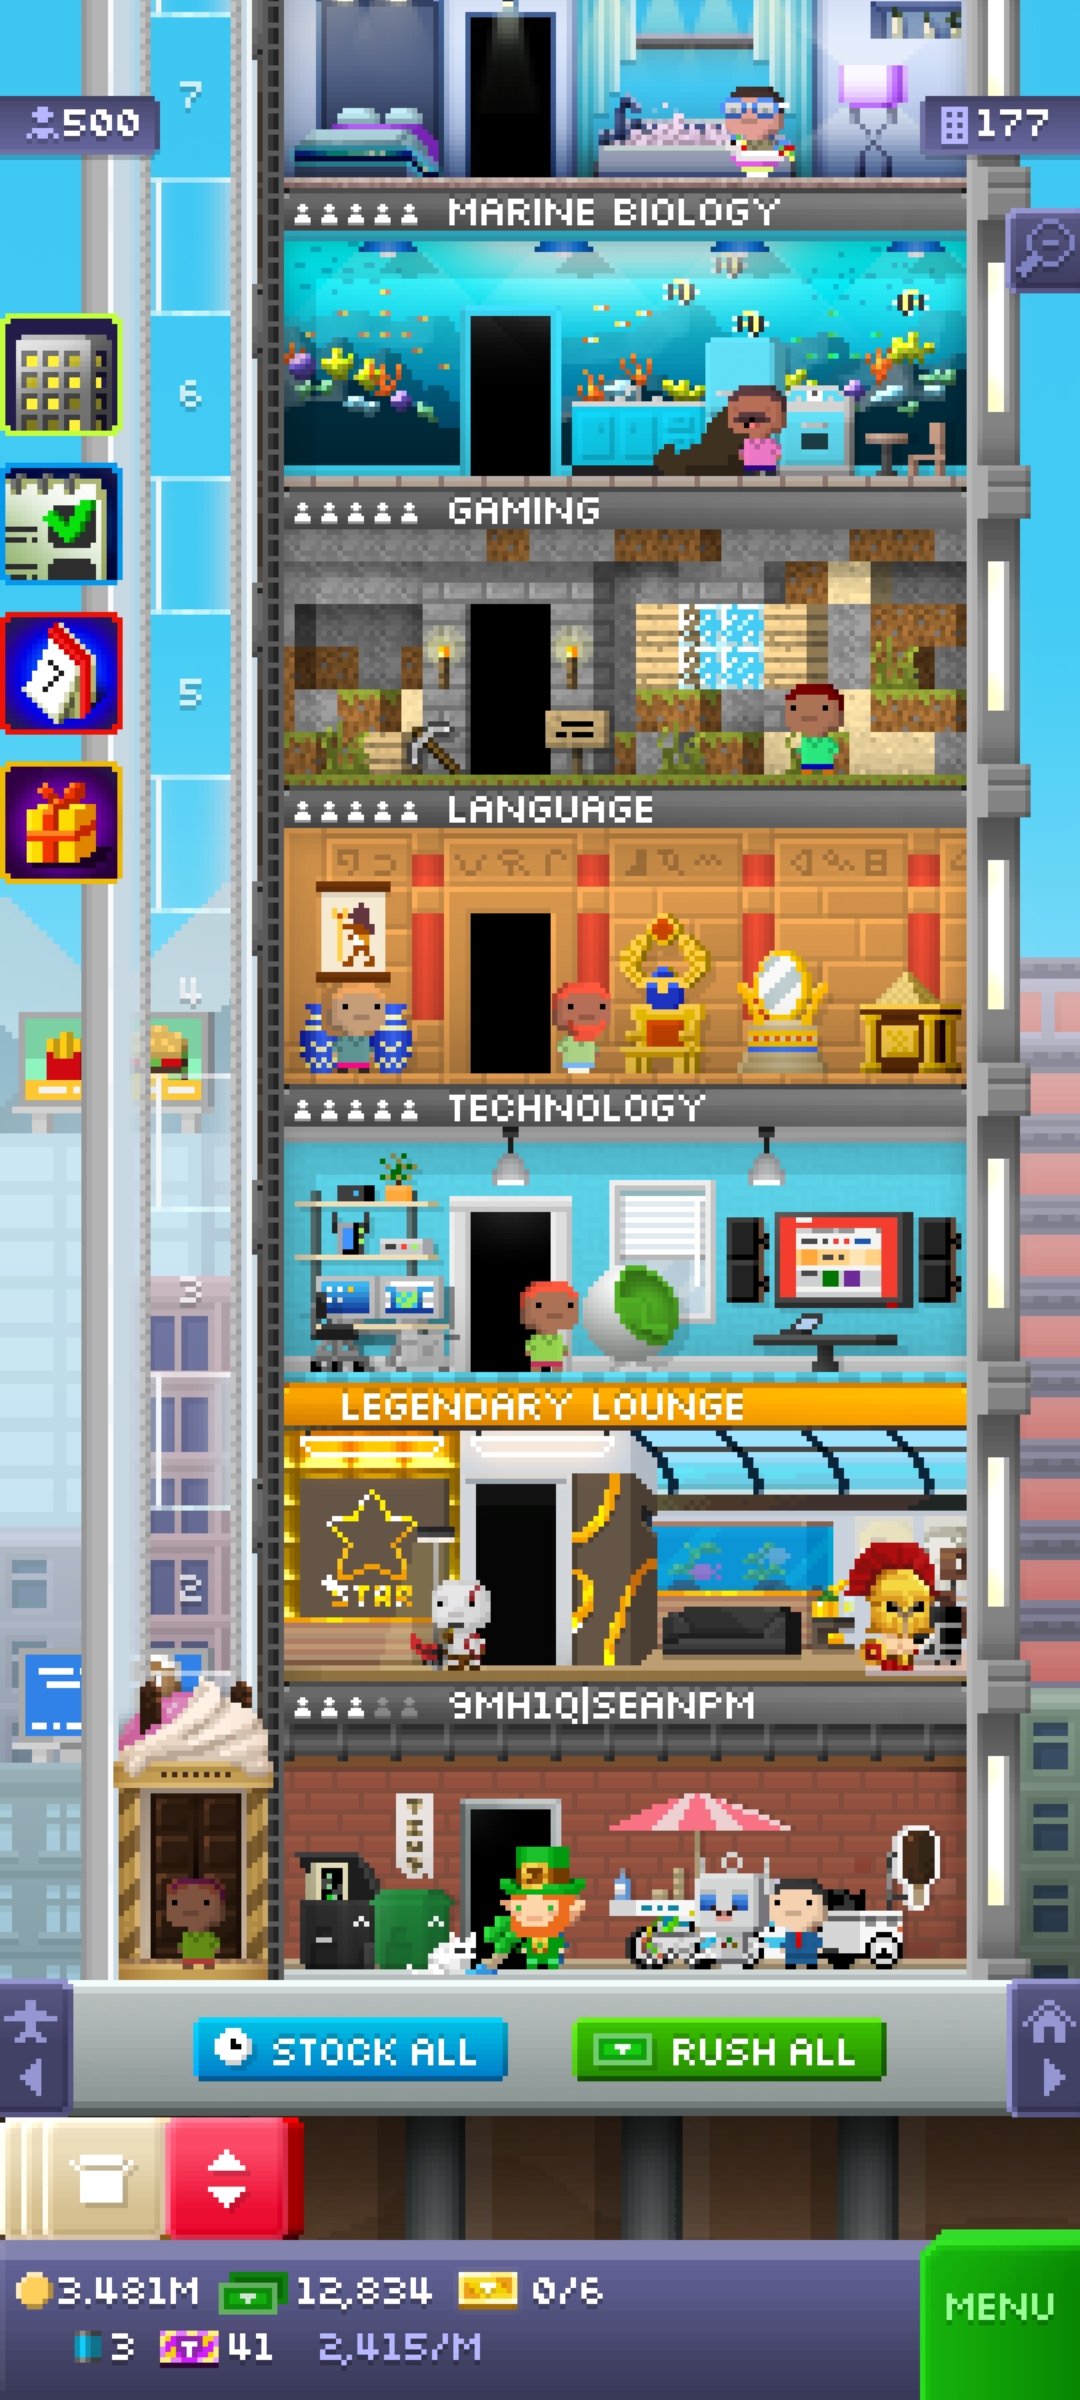 7
500
177
MARINE BIOLOGY
6
GAMING
5
LANGUAGE
4
TECHNOLOGY
3
LEGENDARY LOUNGE
STAR
2
9MH1Q|SEANPM
TINY
STOCK ALL
RUSH ALL
3.481M
12,834
0/6
MENU
3
41
2,415/M